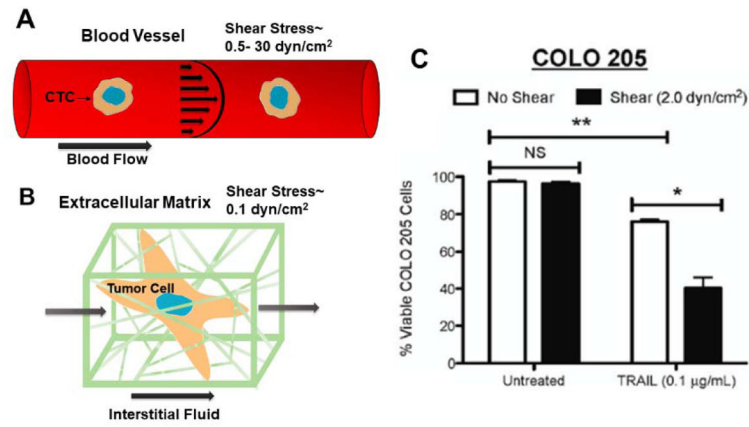 A
Blood Vessel
Shear Stress~
0.5- 30 dyn/cm²
CTC
Blood Flow
B
Extracellular Matrix
Shear Stress~
0.1 dyn/cm²
Tumor Cell
Interstitial Fluid
C
COLO 205
No Shear
Shear (2.0 dyn/cm²)
**
NS
*
% Viable COLO 205 Cells
100
80
60
40
20
0
Untreated
TRAIL (0.1 µg/mL)